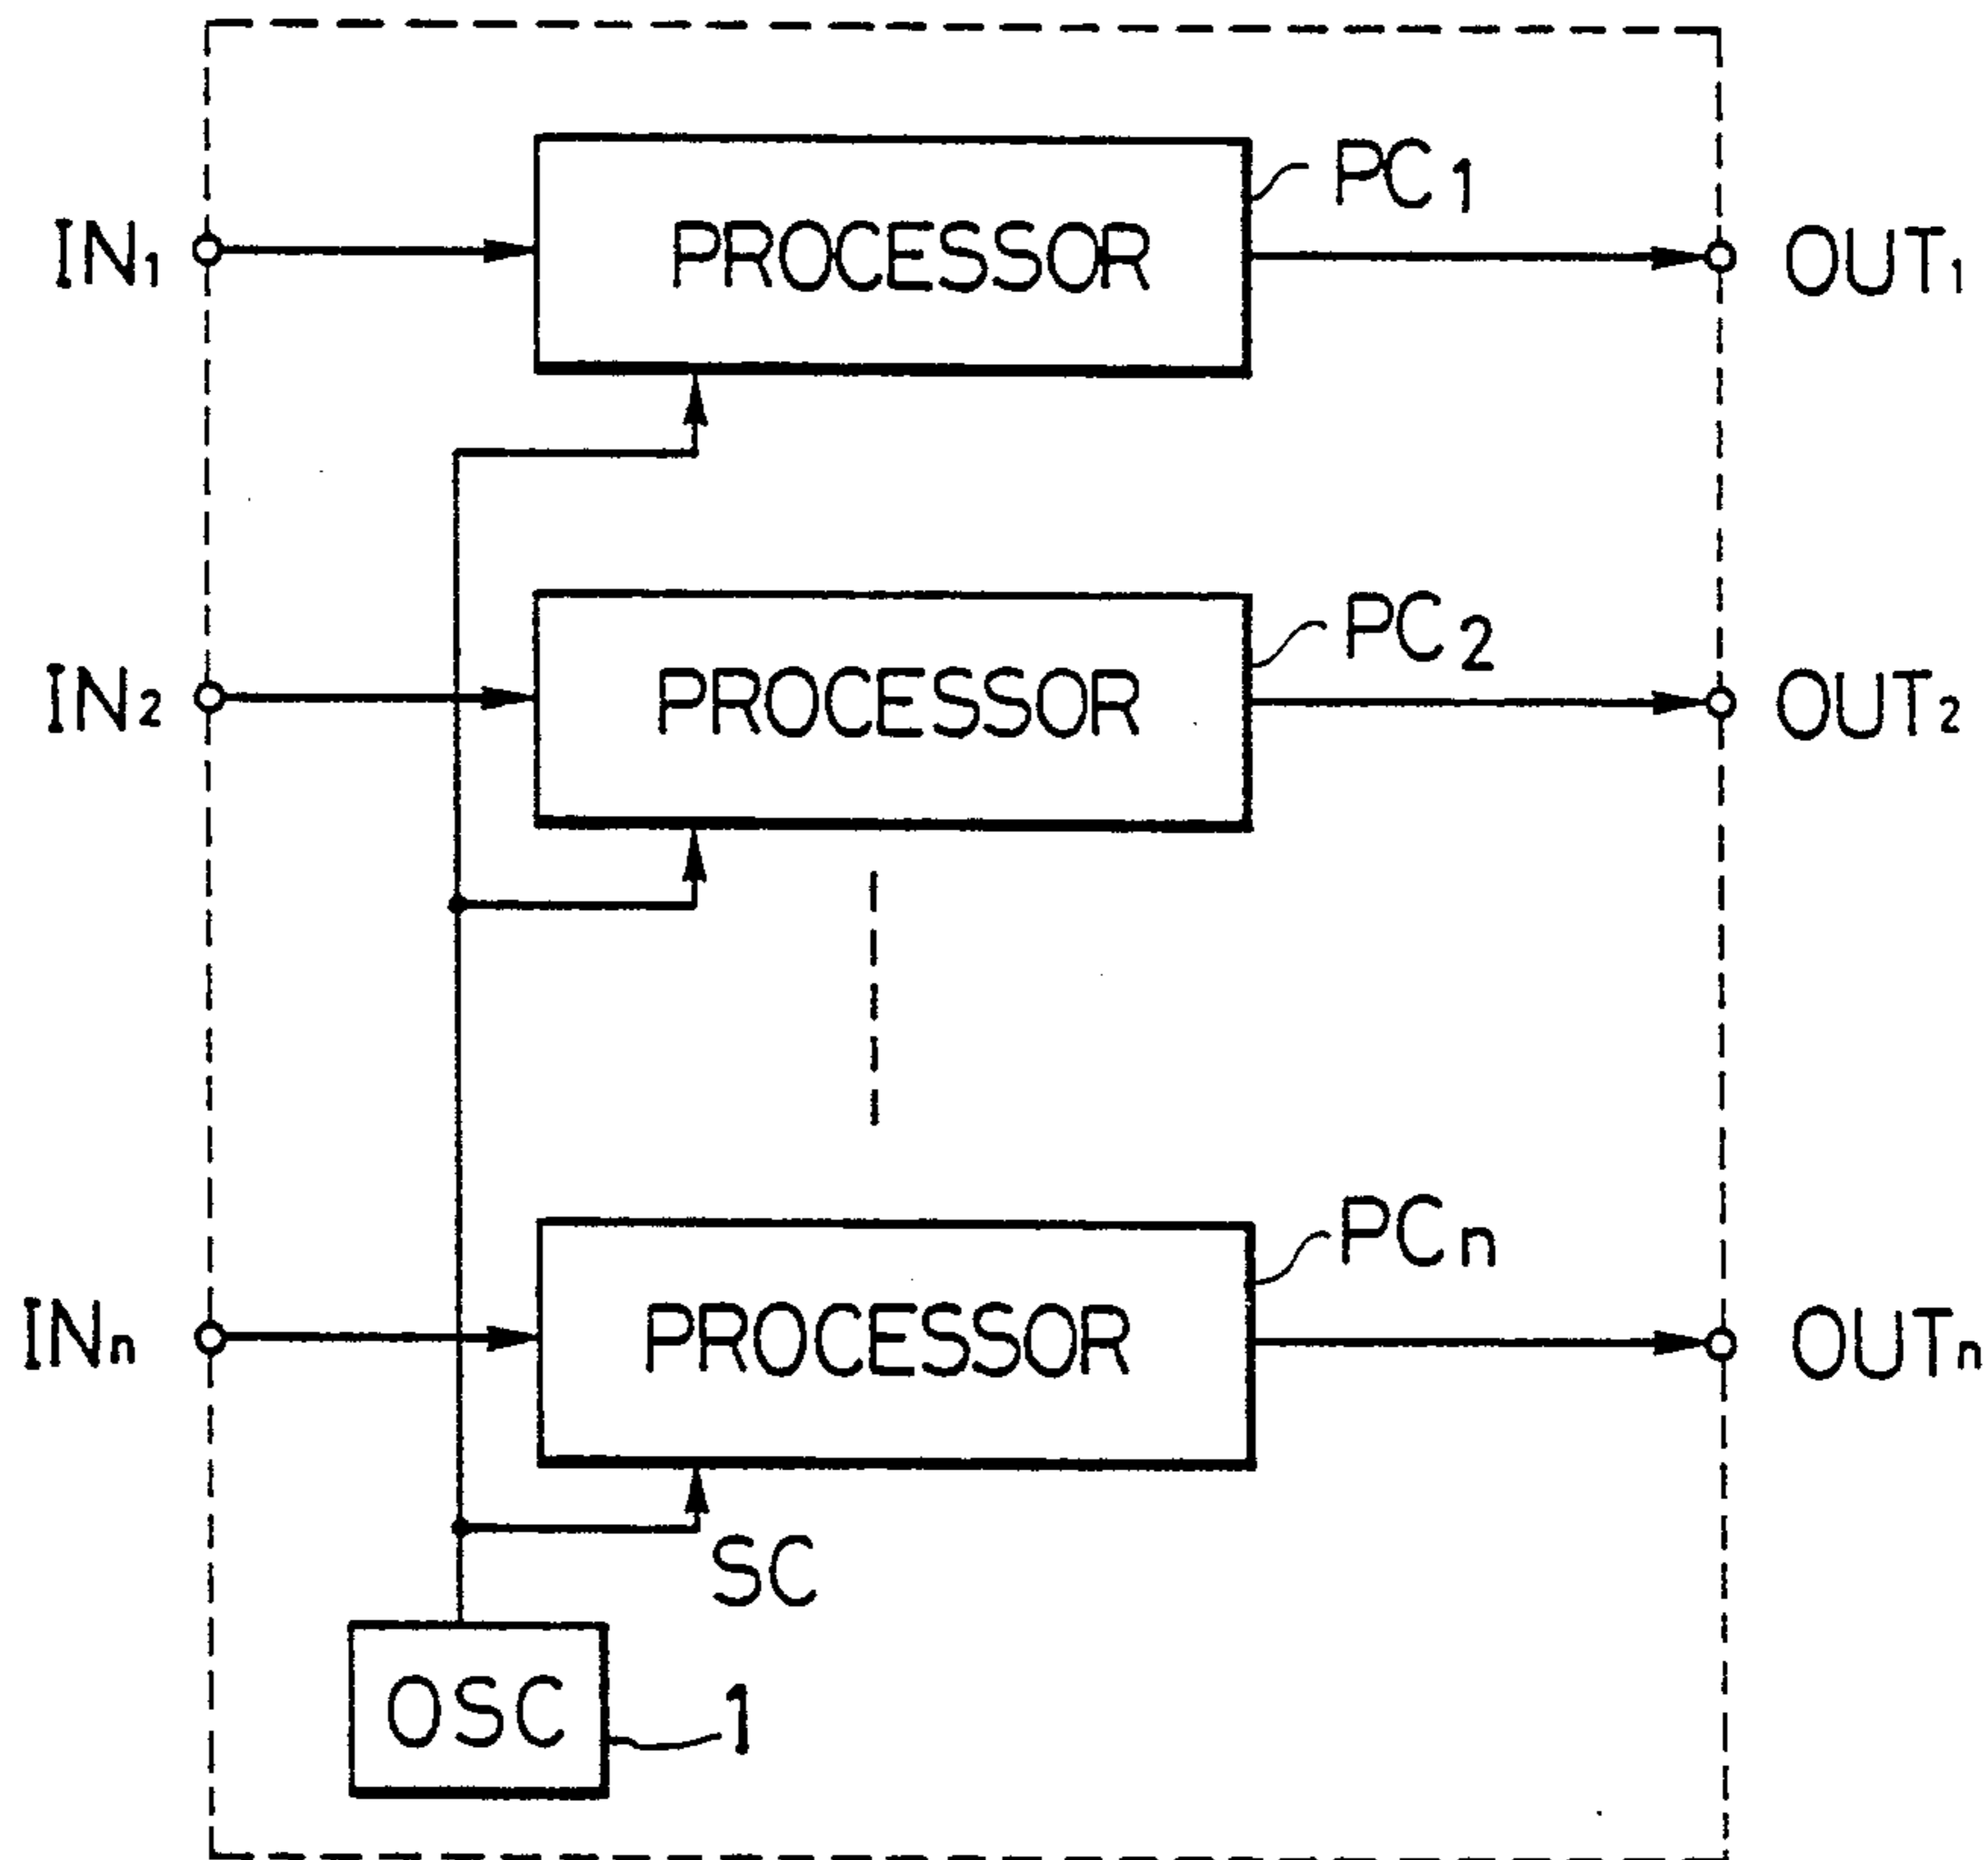 PC1
IN1 PROCESSOR OUT1
PC2
IN2 PROCESSOR OUT2
PCn
INn PROCESSOR OUTn
SC
OSC 1